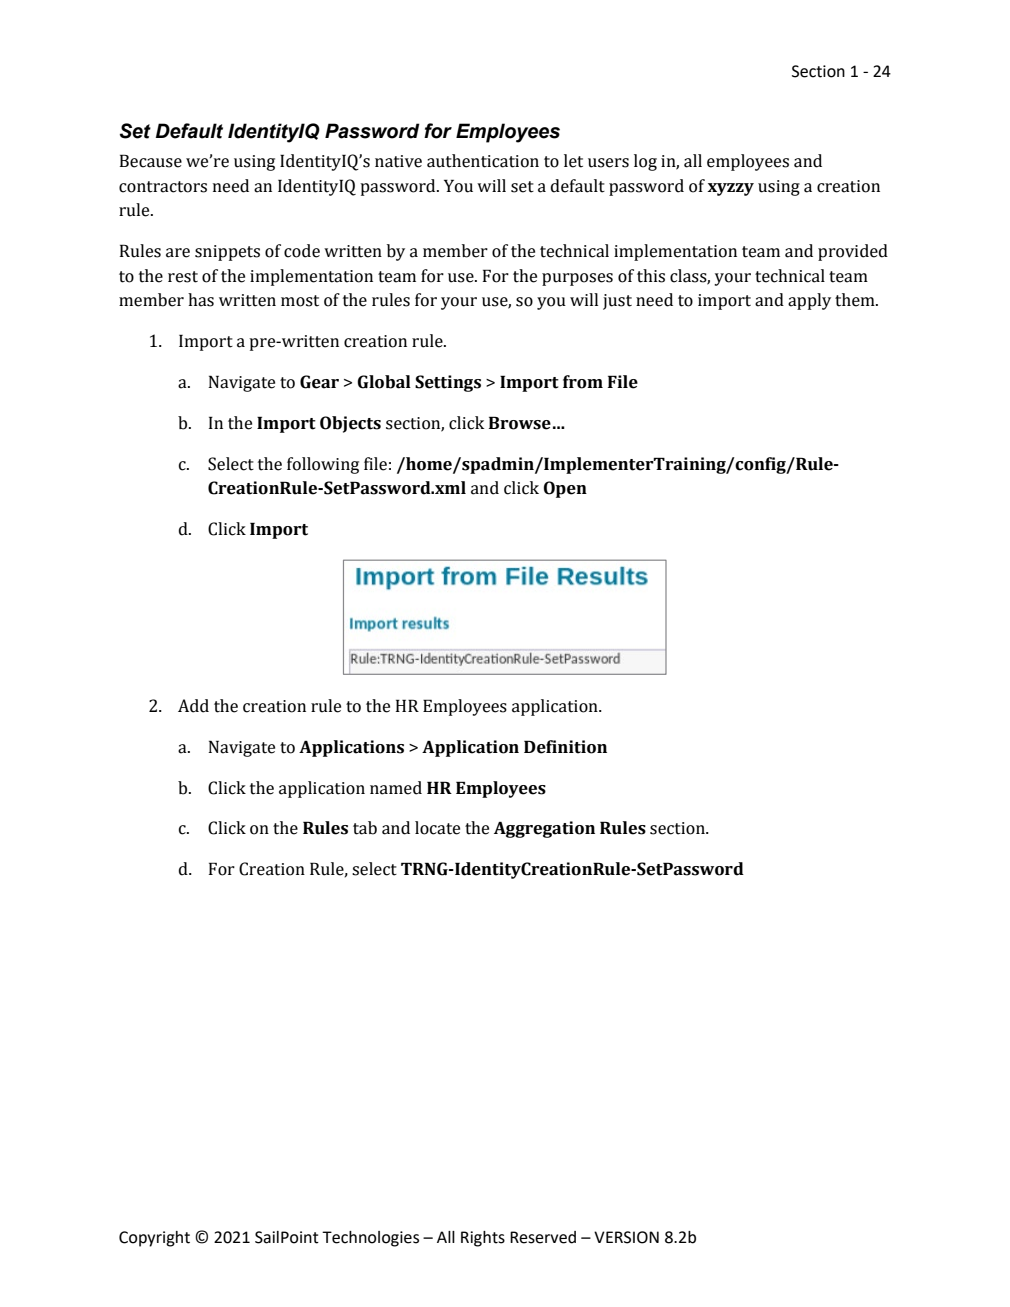 Section 1 - 24
Set Default IdentityIQ Password for Employees
Because we’re using IdentityIQ’s native authentication to let users log in, all employees and
contractors need an IdentityIQ password. You will set a default password of xyzzy using a creation
rule.
Rules are snippets of code written by a member of the technical implementation team and provided
to the rest of the implementation team for use. For the purposes of this class, your technical team
member has written most of the rules for your use, so you will just need to import and apply them.
1. Import a pre-written creation rule.
a. Navigate to Gear > Global Settings > Import from File
b. In the Import Objects section, click Browse…
c. Select the following file: /home/spadmin/ImplementerTraining/config/Rule-
CreationRule-SetPassword.xml and click Open
d. Click Import
Import from File Results
Import results
Rule:TRNG-IdentityCreationRule-SetPassword
2. Add the creation rule to the HR Employees application.
a. Navigate to Applications > Application Definition
b. Click the application named HR Employees
c. Click on the Rules tab and locate the Aggregation Rules section.
d. For Creation Rule, select TRNG-IdentityCreationRule-SetPassword
Copyright © 2021 SailPoint Technologies – All Rights Reserved – VERSION 8.2b